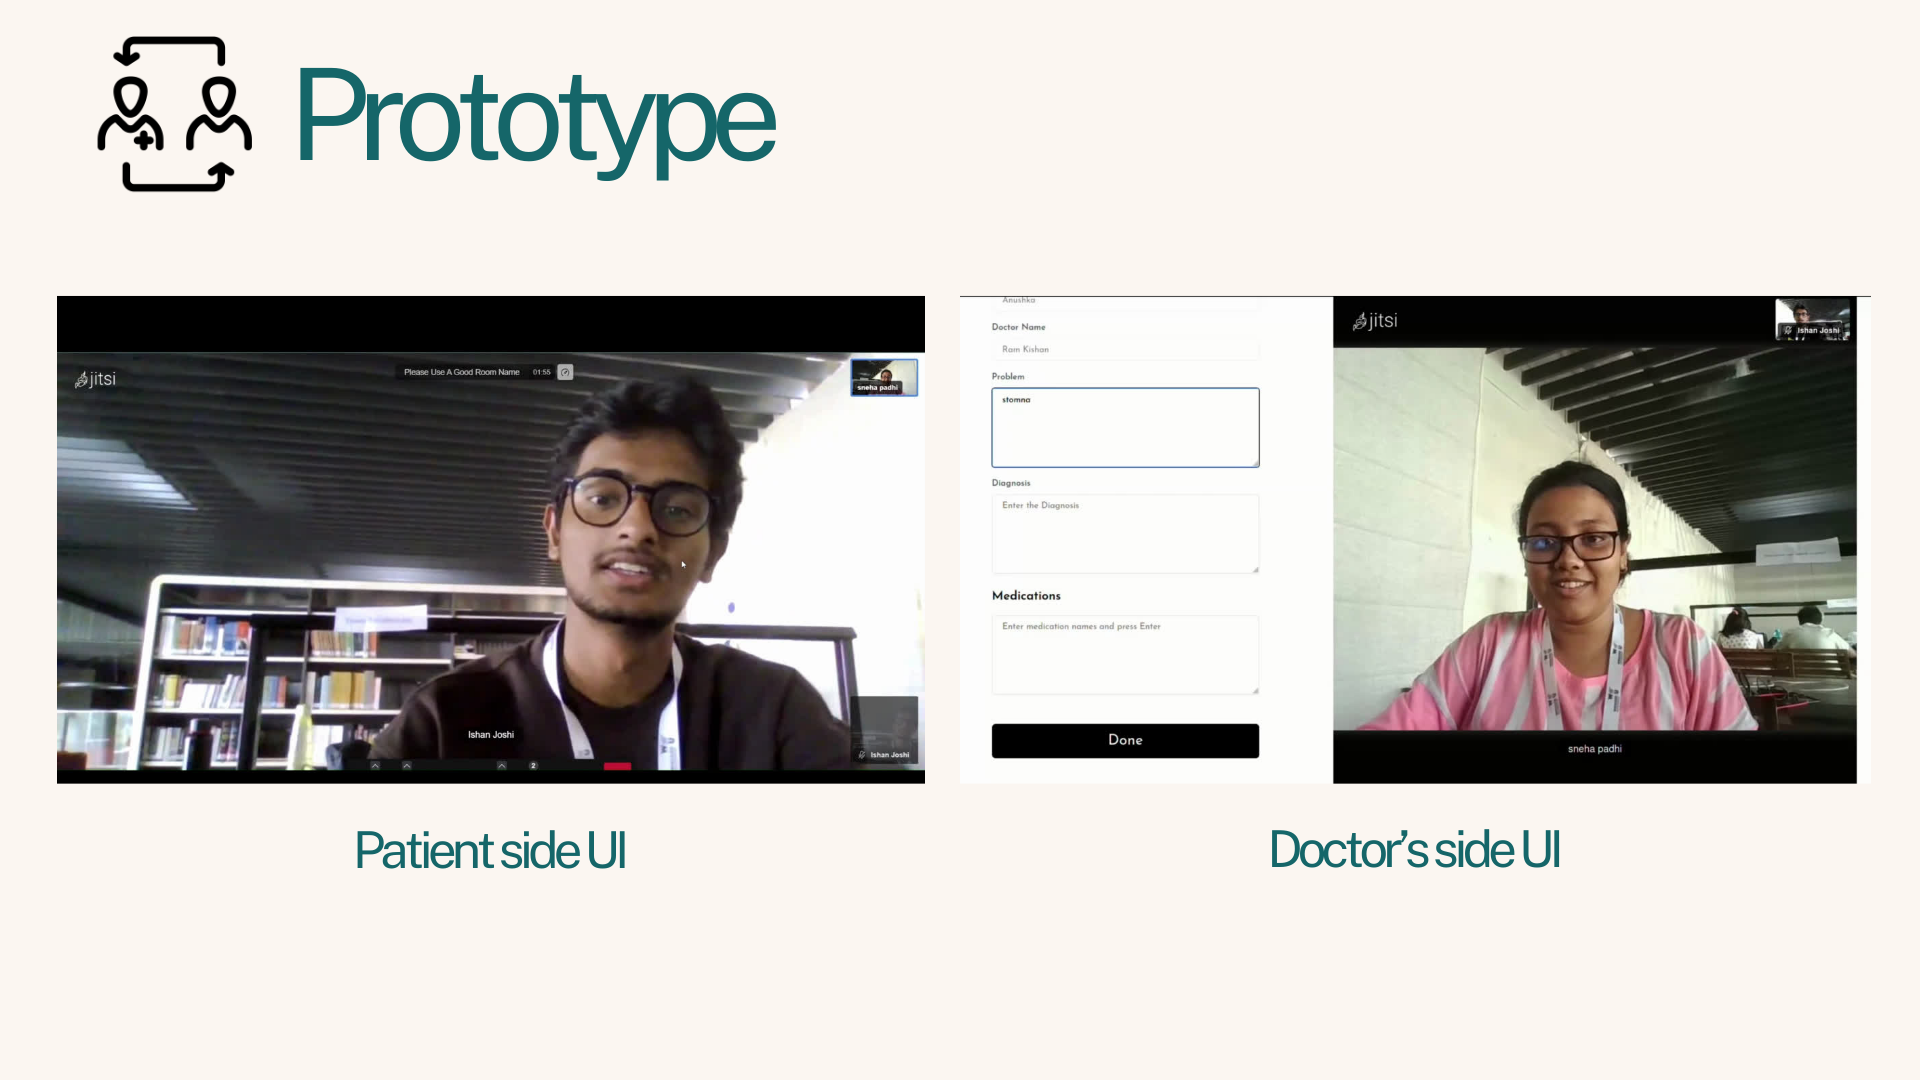 Prototype
jitsi
Please Use A Good Room Name 01:55
sneha padhi
Ishan Joshi
Ishan Joshi
2
Patient side UI
Anushka
Doctor Name
Ram Kishan
Problem
stomna
Diagnosis
Enter the Diagnosis
Medications
Enter medication names and press Enter
Done
jitsi
Ishan Joshi
sneha padhi
Doctor’s side UI